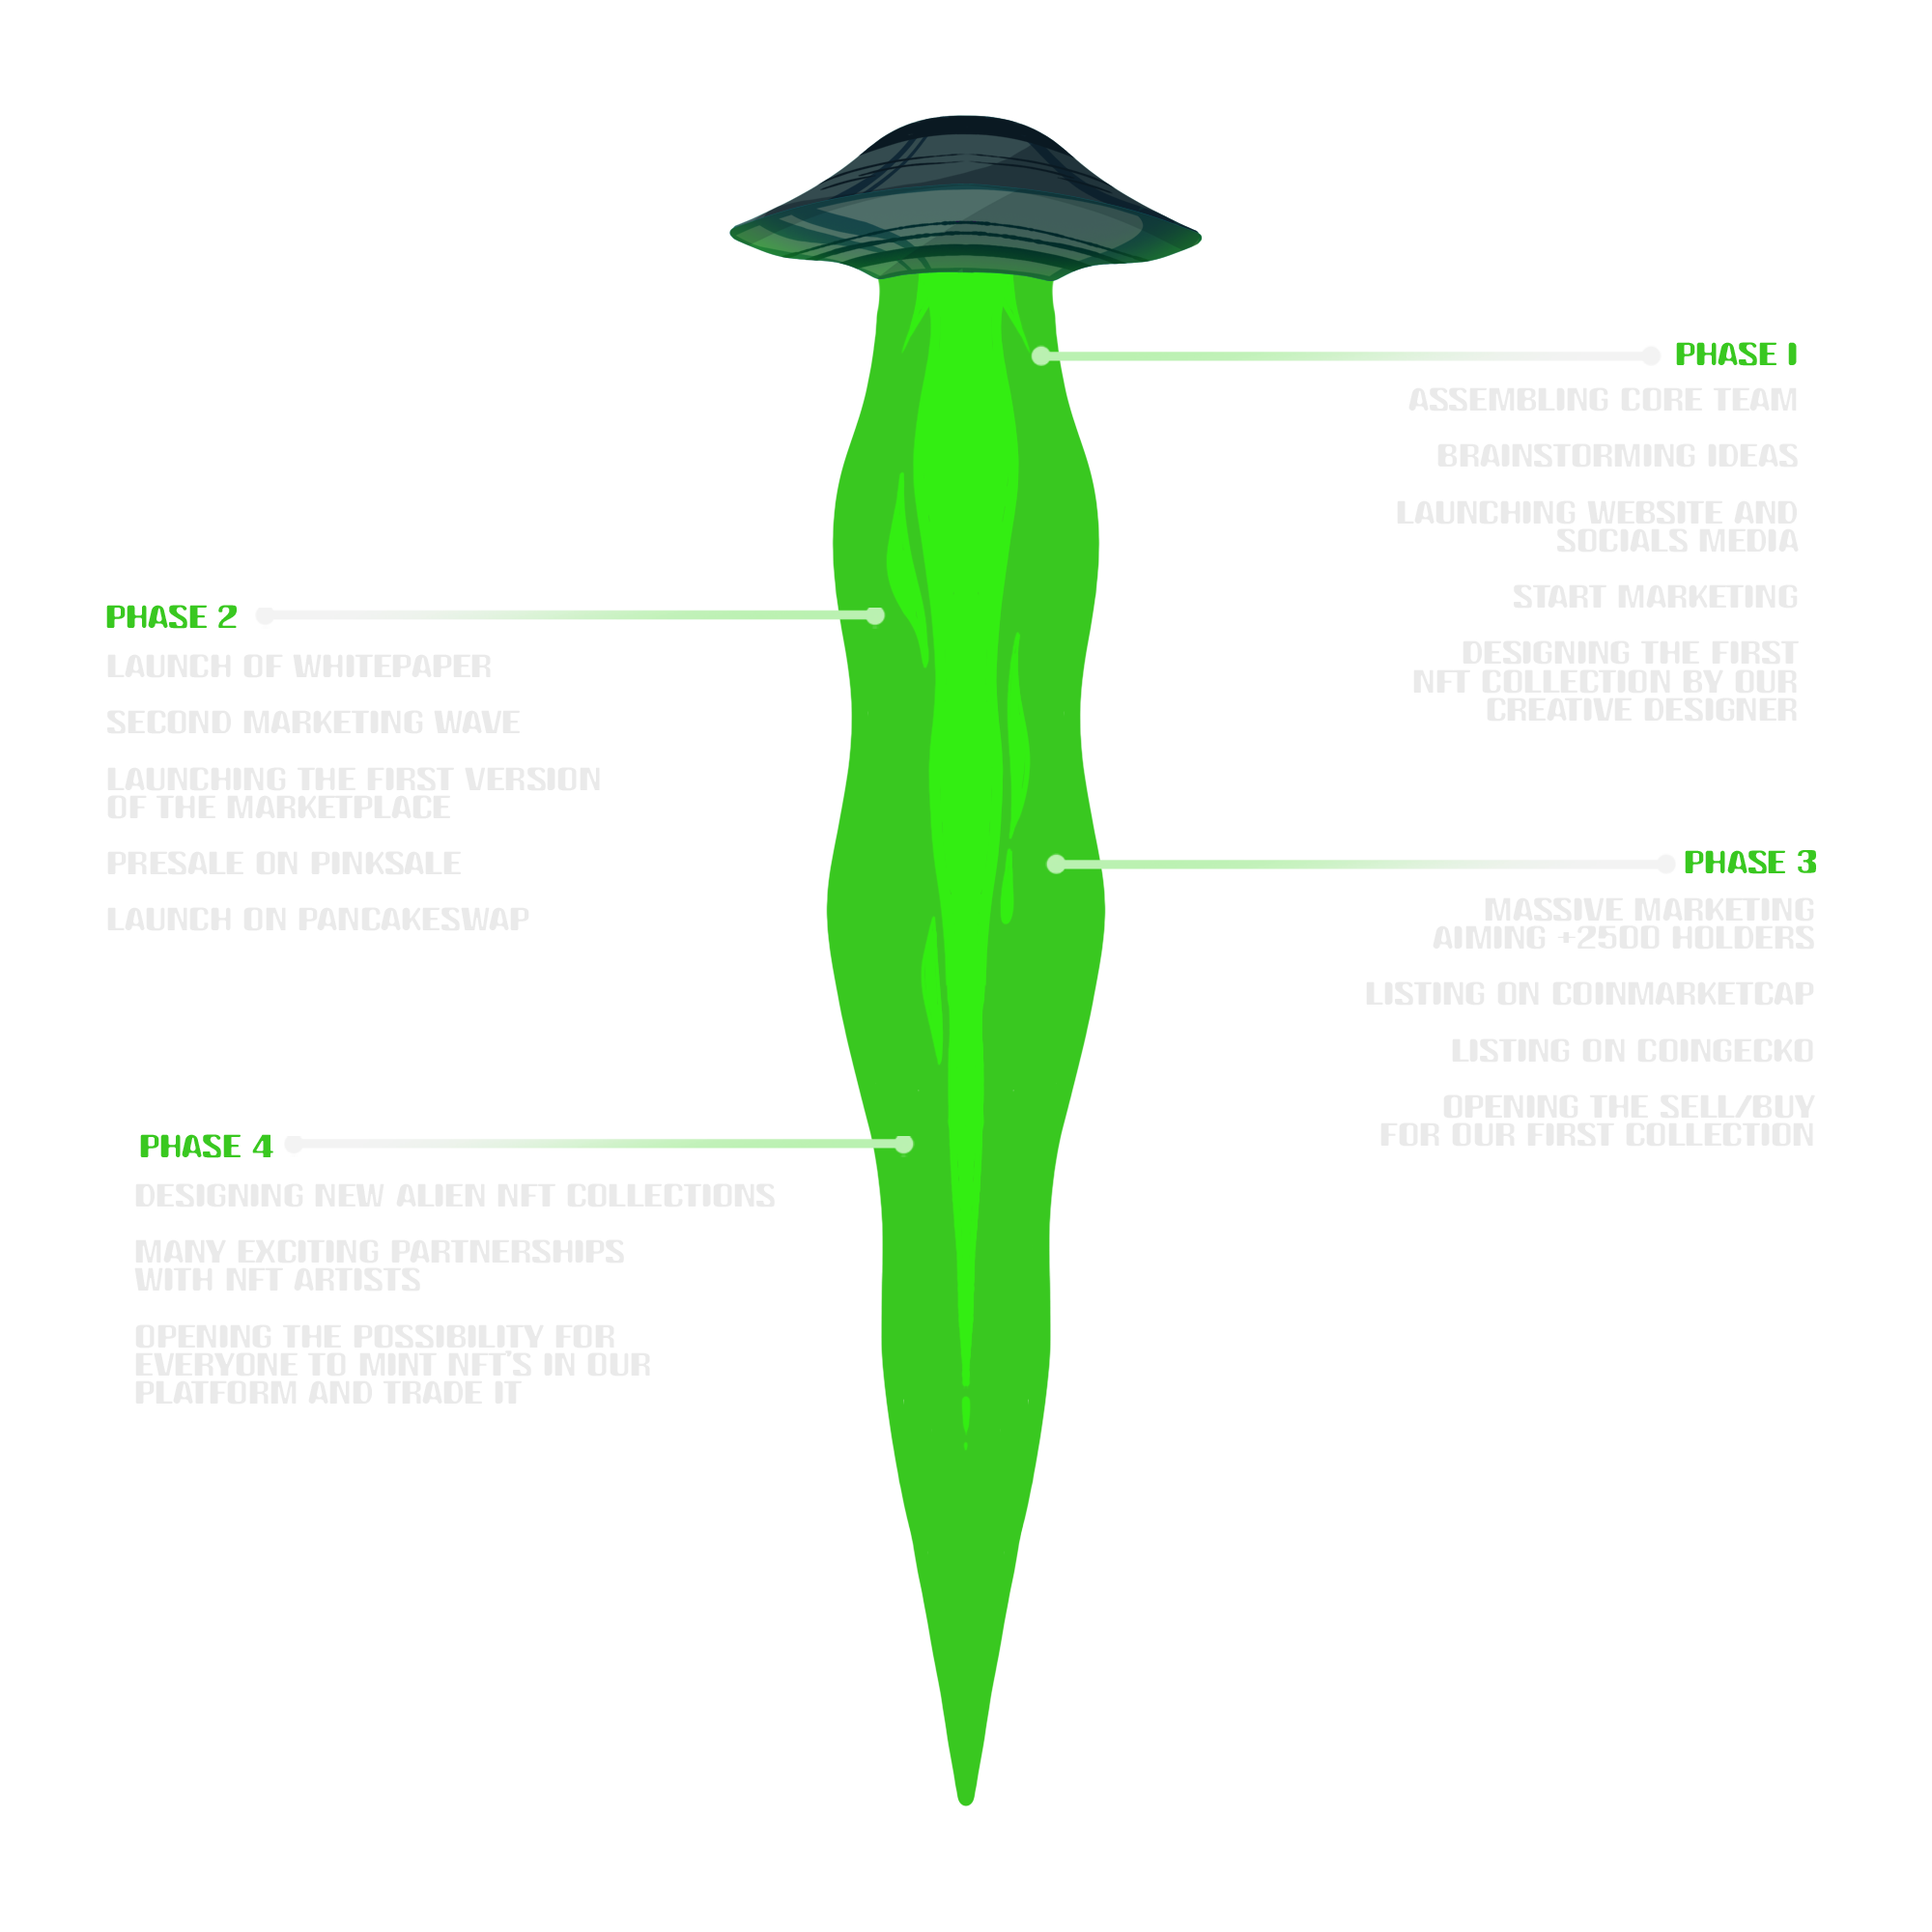 PHASE 1
ASSEMBLING CORE TEAM
BRAINSTORMING IDEAS
LAUNCHING WEBSITE AND
SOCIALS MEDIA
START MARKETING
DESIGNING THE FIRST
NFT COLLECTION BY OUR
CREATIVE DESIGNER
PHASE 2
LAUNCH OF WHITEPAPER
SECOND MARKETING WAVE
LAUNCHING THE FIRST VERSION
OF THE MARKETPLACE
PRESALE ON PINKSALE
LAUNCH ON PANCAKESWAP
PHASE 3
MASSIVE MARKETING
AIMING +2500 HOLDERS
LISTING ON COINMARKETCAP
LISTING ON COINGECKO
OPENING THE SELL/BUY
FOR OUR FIRST COLLECTION
PHASE 4
DESIGNING NEW ALIEN NFT COLLECTIONS
MANY EXCITING PARTNERSHIPS
WITH NFT ARTISTS
OPENING THE POSSIBILITY FOR
EVERYONE TO MINT NFT'S IN OUR
PLATFORM AND TRADE IT